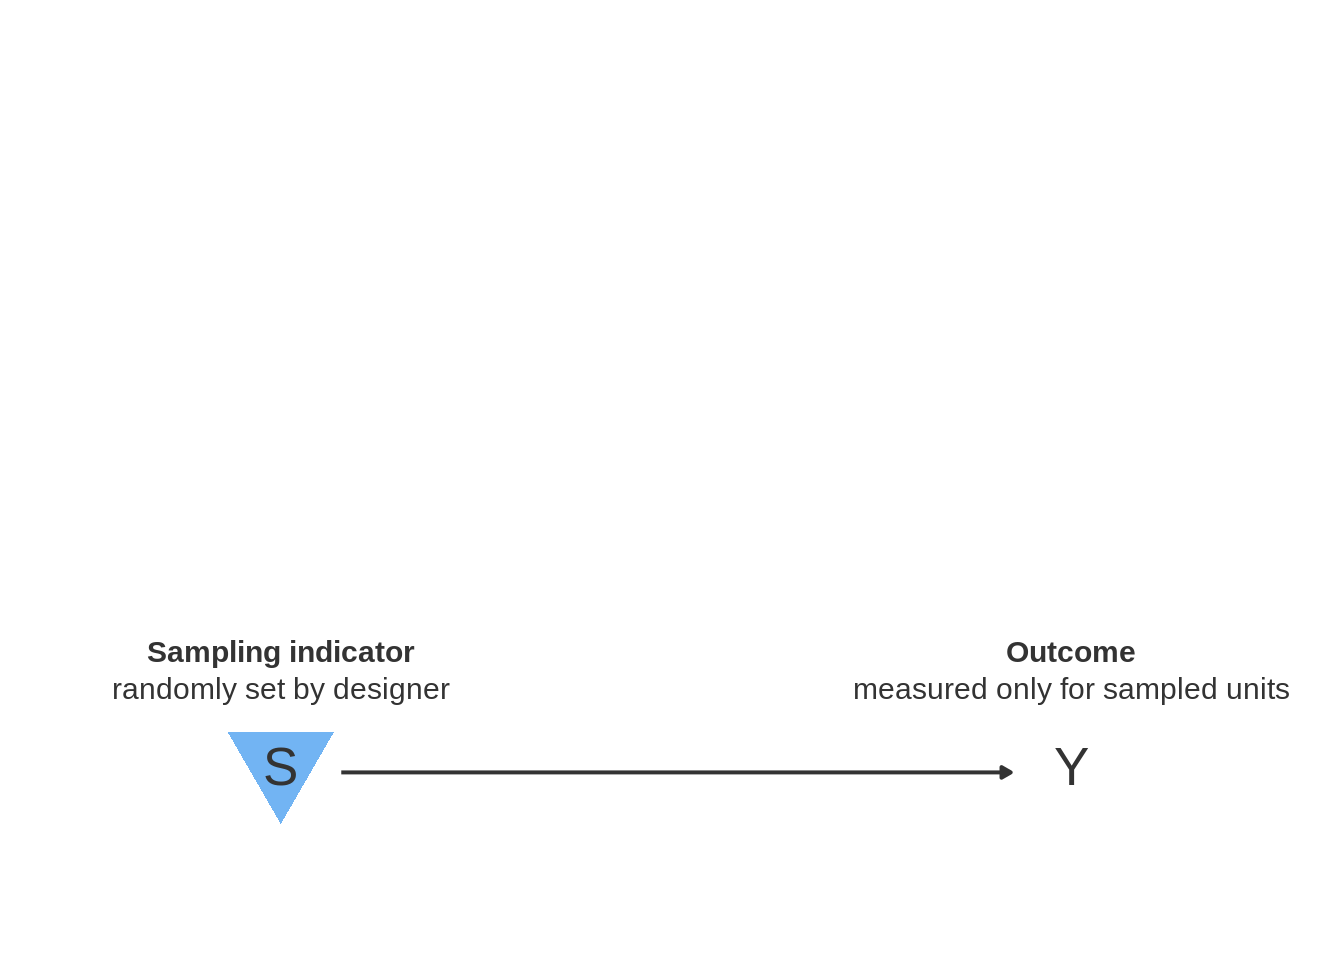 Sampling indicator
randomly set by designer
Outcome
measured only for sampled units
S
Y